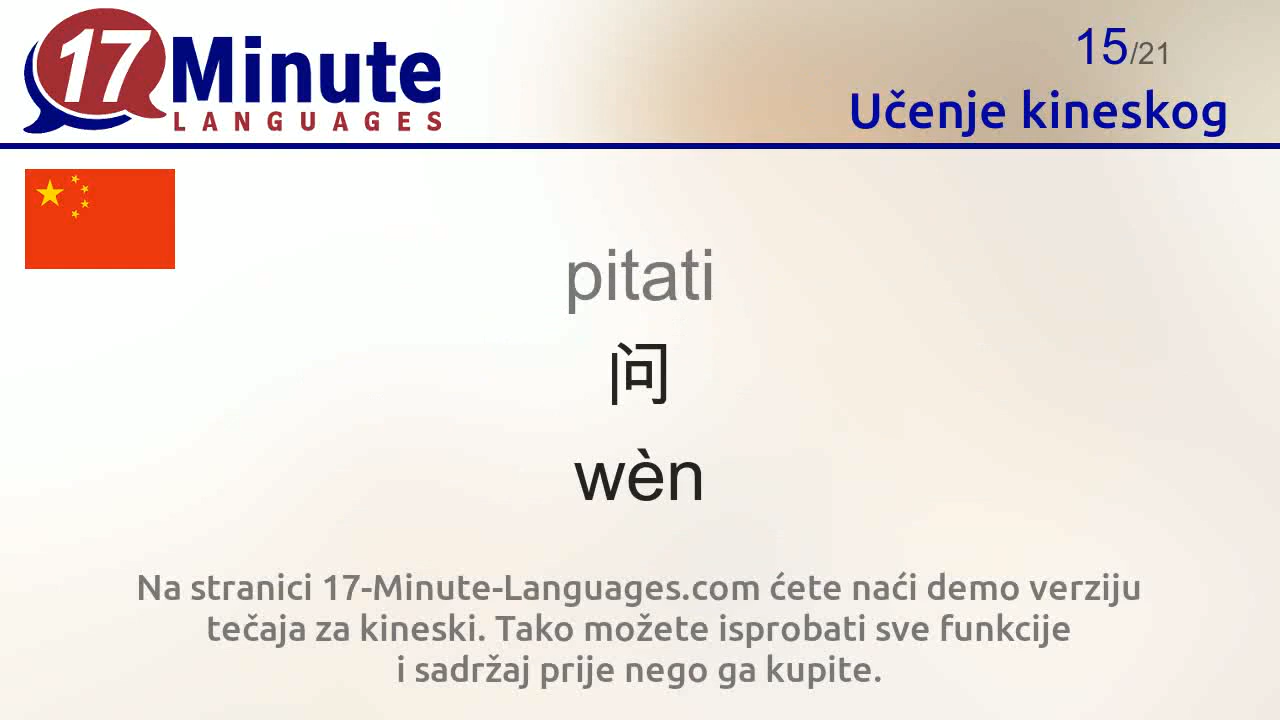 17 Minute
LANGUAGES
15/21
Učenje kineskog
pitati
问
wèn
Na stranici 17-Minute-Languages.com ćete naći demo verziju
tečaja za kineski. Tako možete isprobati sve funkcije
i sadržaj prije nego ga kupite.